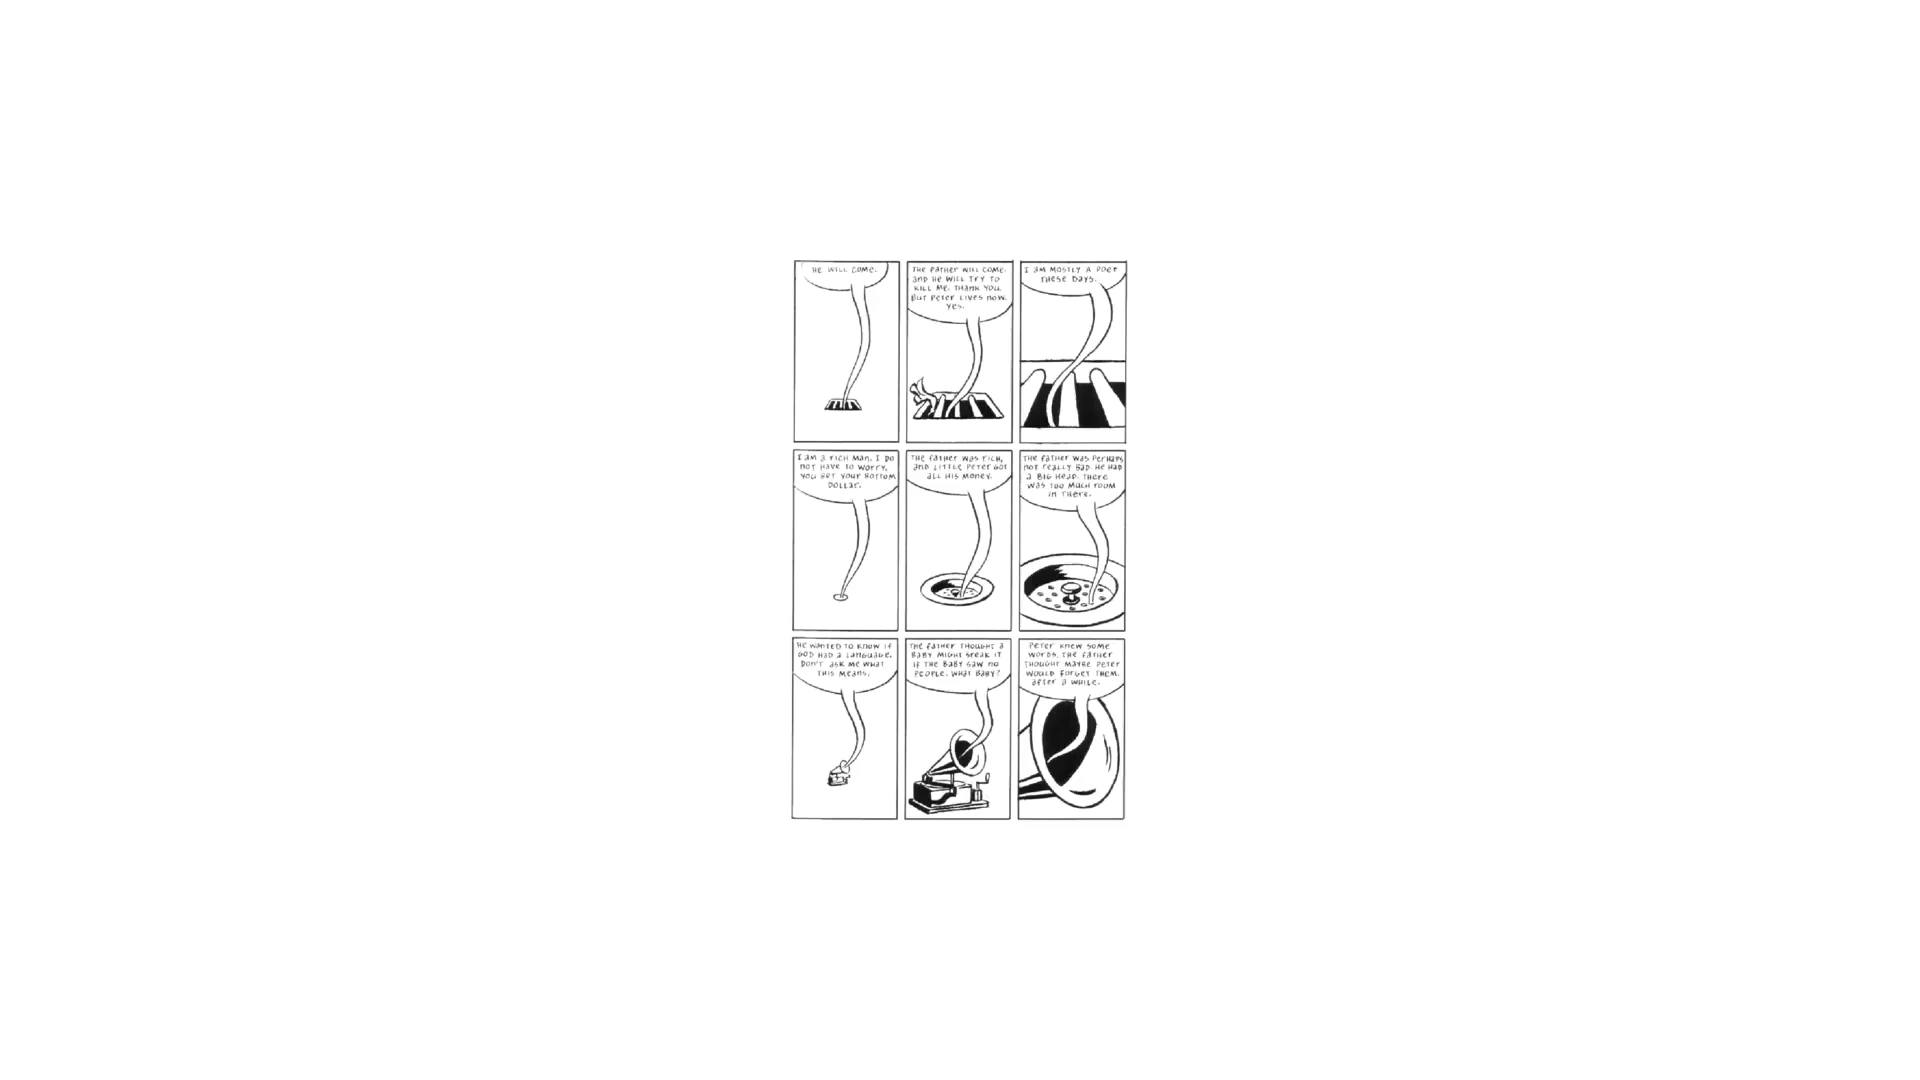 HE WILL COME.
THE FATHER WILL COME.
AND HE WILL TRY TO
KILL ME. THANK YOU.
BUT PETER LIVES NOW.
YES.
I AM MOSTLY A POET
THESE DAYS.
I AM A RICH MAN. I DO
NOT HAVE TO WORRY.
YOU BET YOUR BOTTOM
DOLLAR.
THE FATHER WAS RICH,
AND LITTLE PETER GOT
ALL HIS MONEY.
THE FATHER WAS PERHAPS
NOT REALLY BAD. HE HAD
A BIG HEAD. THERE
WAS TOO MUCH ROOM
IN THERE.
HE WANTED TO KNOW IF
GOD HAD A LANGUAGE.
DON'T ASK ME WHAT
THIS MEANS.
THE FATHER THOUGHT A
BABY MIGHT SPEAK IT
IF THE BABY SAW NO
PEOPLE. WHAT BABY?
PETER KNEW SOME
WORDS. THE FATHER
THOUGHT MAYBE PETER
WOULD FORGET THEM.
AFTER A WHILE.